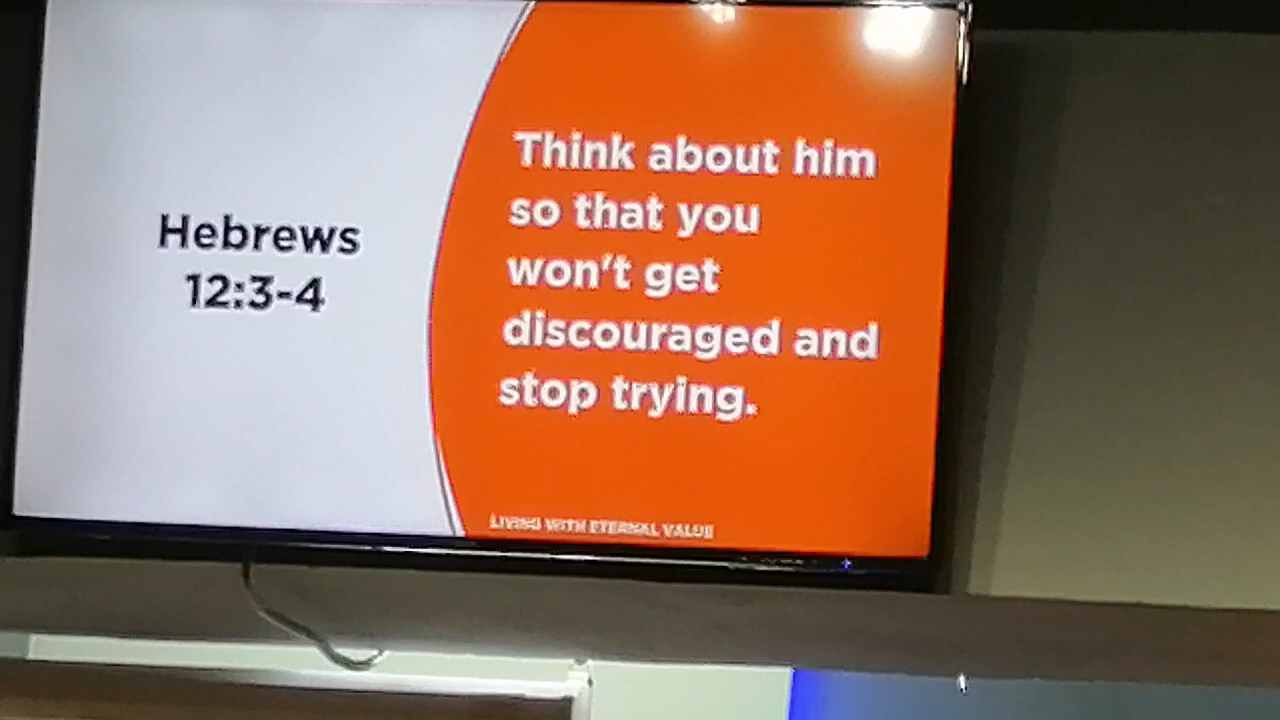 Hebrews
12:3-4
Think about him
so that you
won't get
discouraged and
stop trying.
LIVING WITH ETERNAL VALUE